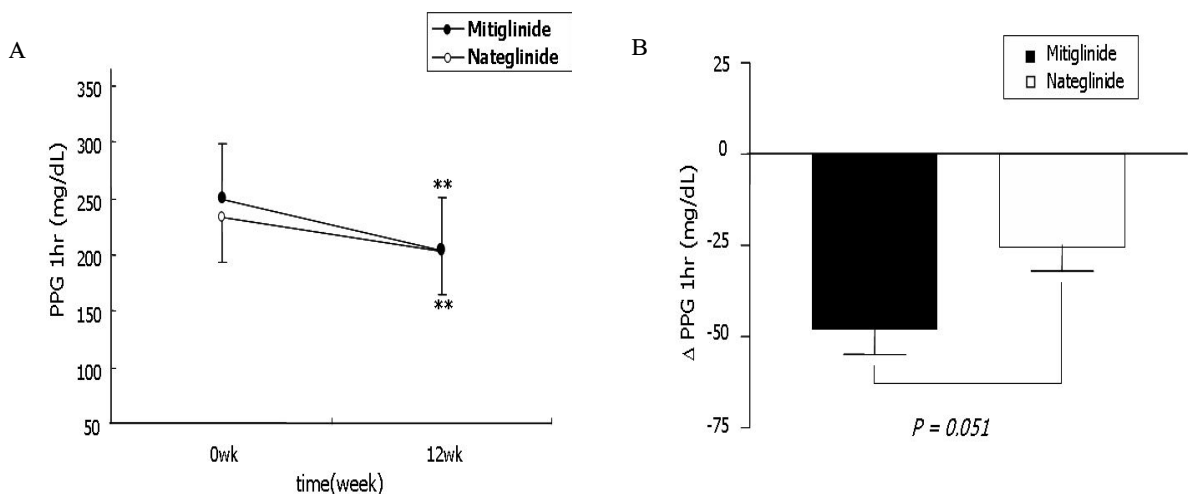 A
Mitiglinide
Nateglinide
PPG 1hr (mg/dL)
350
300
250
200
150
100
50
**
**
0wk
12wk
time(week)
B
Mitiglinide
Nateglinide
Δ PPG 1hr (mg/dL)
25
0
-25
-50
-75
P = 0.051